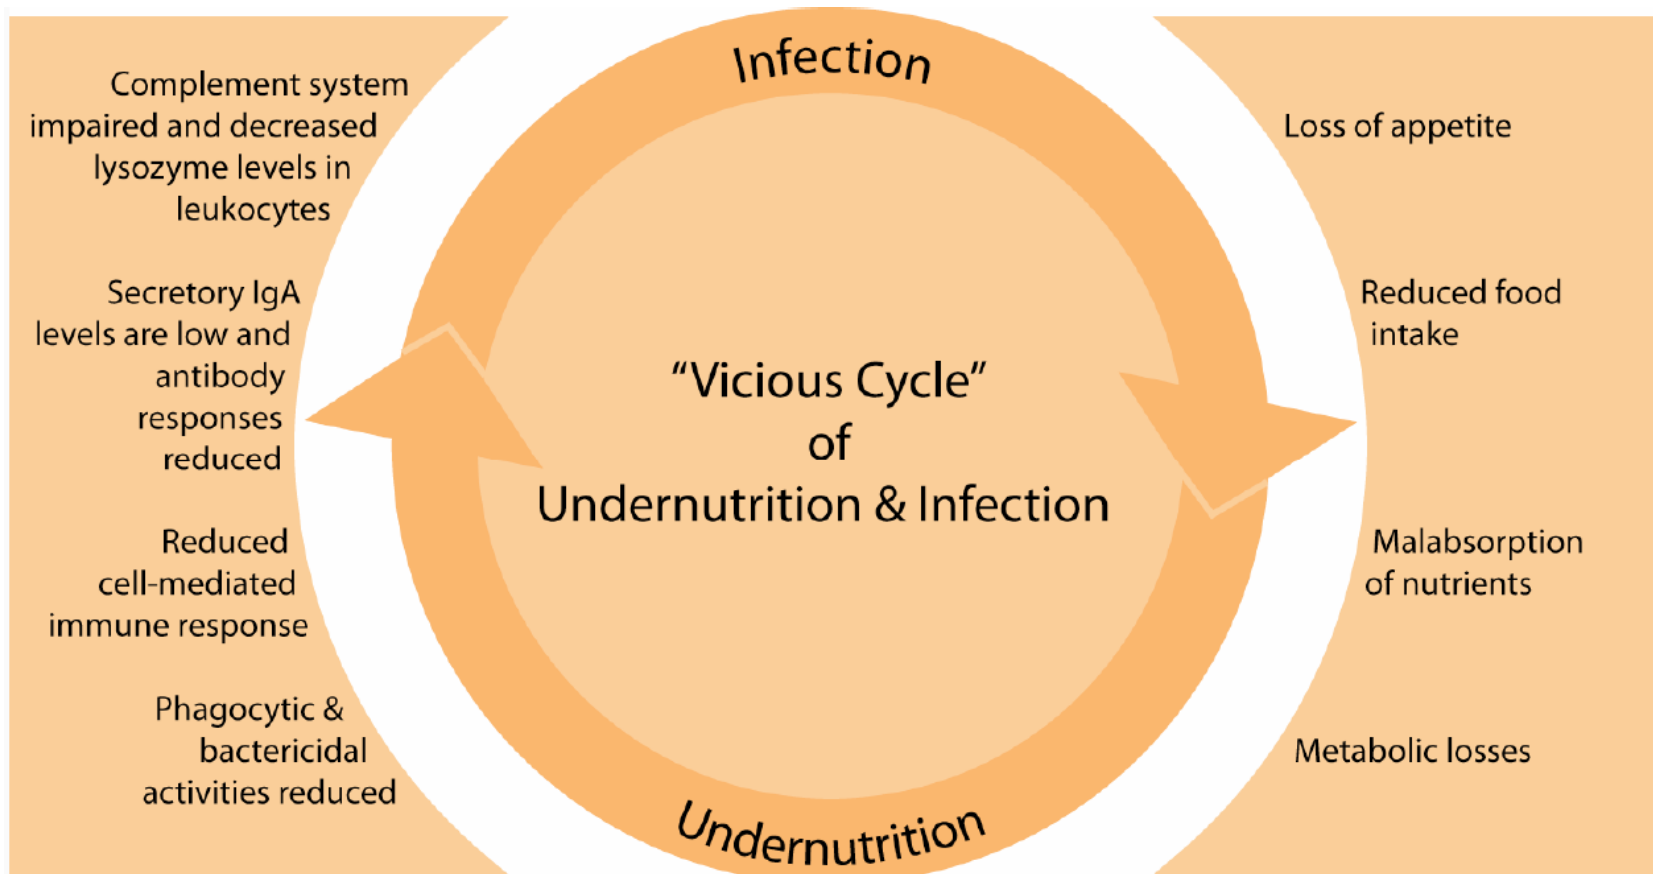 Infection
Complement system
impaired and decreased
lysozyme levels in
leukocytes
Secretory IgA
levels are low and
antibody
responses
reduced
Reduced
cell-mediated
immune response
Phagocytic &
bactericidal
activities reduced
“Vicious Cycle”
of
Undernutrition & Infection
Loss of appetite
Reduced food
intake
Malabsorption
of nutrients
Metabolic losses
Undernutrition